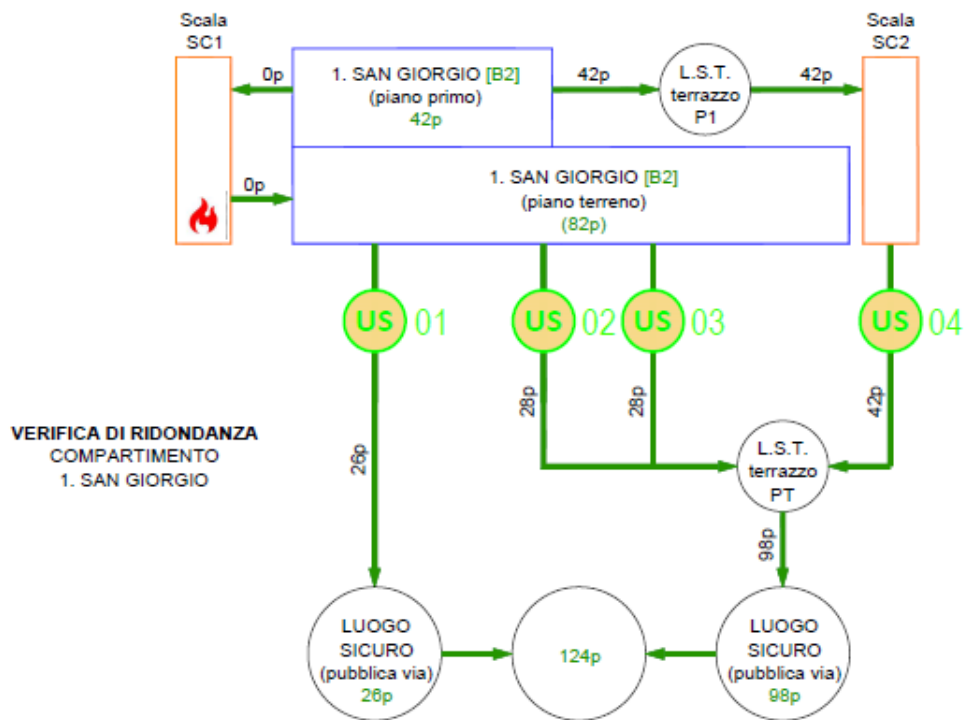 Scala
SC1
Scala
SC2
0p
1. SAN GIORGIO [B2]
(piano primo)
42p
42p
L.S.T.
terrazzo
P1
42p
0p
1. SAN GIORGIO [B2]
(piano terreno)
(82p)
US 01
US 02
US 03
US 04
26p
28p
28p
42p
VERIFICA DI RIDONDANZA
COMPARTIMENTO
1. SAN GIORGIO
L.S.T.
terrazzo
PT
98p
LUOGO
SICURO
(pubblica via)
26p
124p
LUOGO
SICURO
(pubblica via)
98p